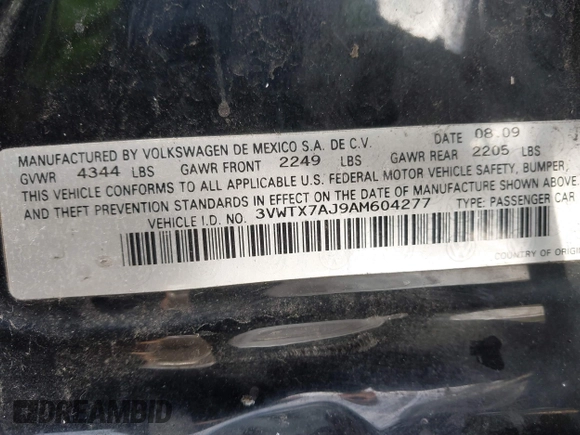 MANUFACTURED BY VOLKSWAGEN DE MEXICO S.A. DE C.V. DATE 08.09
GVWR 4344 LBS GAWR FRONT 2249 LBS GAWR REAR 2205 LBS
THIS VEHICLE CONFORMS TO ALL APPLICABLE U.S. FEDERAL MOTOR VEHICLE SAFETY, BUMPER,
AND THEFT PREVENTION STANDARDS IN EFFECT ON THE DATE OF MANUFACTURE SHOWN ABOVE.
VEHICLE I.D. NO. 3VWTX7AJ9AM604277 TYPE: PASSENGER CAR
COUNTRY OF ORIGIN
DREAMBID